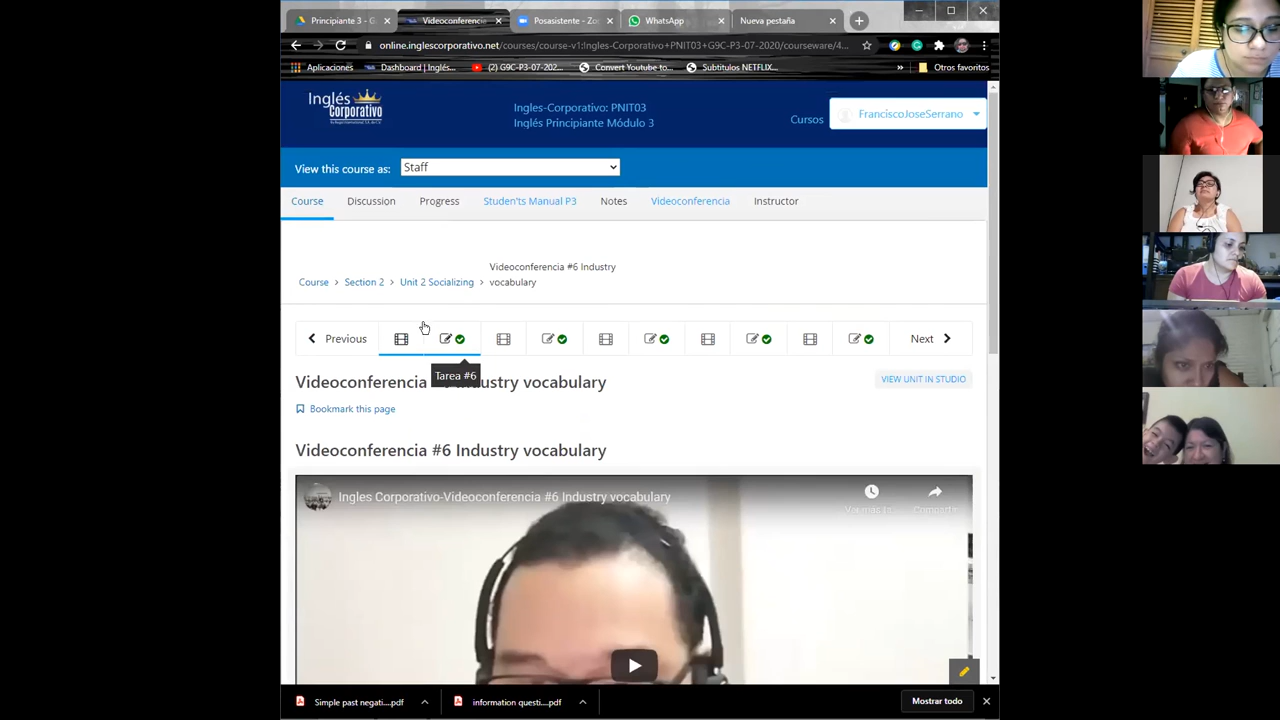 Principiante 3 - G
Videoconferencia
Posasistente - Zo
WhatsApp
Nueva pestaña
online.inglescorporativo.net/courses/course-v1:Ingles-Corporativo+PNIT03+G9C-P3-07-2020/courseware/4...
Aplicaciones
Dashboard | Inglés...
(2) G9C-P3-07-202...
Convert Youtube to...
Subtitulos NETFLIX...
»
Otros favoritos
Inglés
Corporativo
Ingles-Corporativo: PNIT03
Inglés Principiante Módulo 3
Cursos
FranciscoJoseSerrano
View this course as:
Staff
Course
Discussion
Progress
Studen'ts Manual P3
Notes
Videoconferencia
Instructor
Course > Section 2 > Unit 2 Socializing >
Videoconferencia #6 Industry
vocabulary
Previous
Next
Tarea #6
Videoconferencia
ustry vocabulary
VIEW UNIT IN STUDIO
Bookmark this page
Videoconferencia #6 Industry vocabulary
Ingles Corporativo-Videoconferencia #6 Industry vocabulary
Compartir
Simple past negati....pdf
information questi....pdf
Mostrar todo